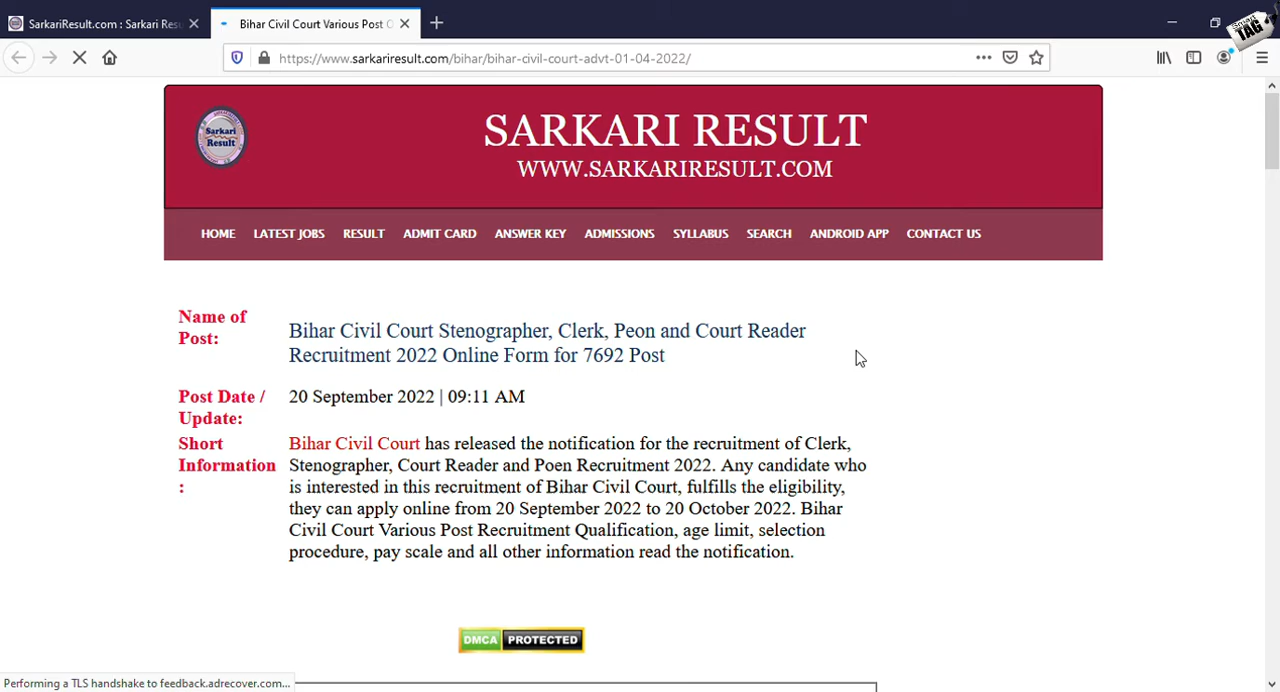 SarkariResult.com : Sarkari Resu
Bihar Civil Court Various Post O
https://www.sarkariresult.com/bihar/bihar-civil-court-advt-01-04-2022/
TAG
Sarkari
Result
SARKARI RESULT
WWW.SARKARIRESULT.COM
HOME LATEST JOBS RESULT ADMIT CARD ANSWER KEY ADMISSIONS SYLLABUS SEARCH ANDROID APP CONTACT US
Name of
Post:
Bihar Civil Court Stenographer, Clerk, Peon and Court Reader
Recruitment 2022 Online Form for 7692 Post
Post Date /
Update:
20 September 2022 | 09:11 AM
Short
Information
:
Bihar Civil Court has released the notification for the recruitment of Clerk,
Stenographer, Court Reader and Poen Recruitment 2022. Any candidate who
is interested in this recruitment of Bihar Civil Court, fulfills the eligibility,
they can apply online from 20 September 2022 to 20 October 2022. Bihar
Civil Court Various Post Recruitment Qualification, age limit, selection
procedure, pay scale and all other information read the notification.
DMCA PROTECTED
Performing a TLS handshake to feedback.adrecover.com...